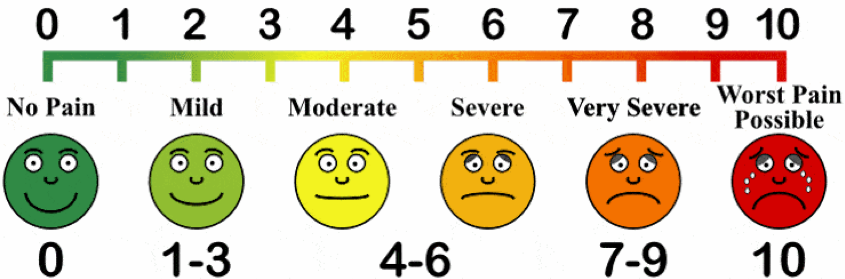 0 1 2 3 4 5 6 7 8 9 10
No Pain Mild Moderate Severe Very Severe Worst Pain
Possible
0 1-3 4-6 7-9 10